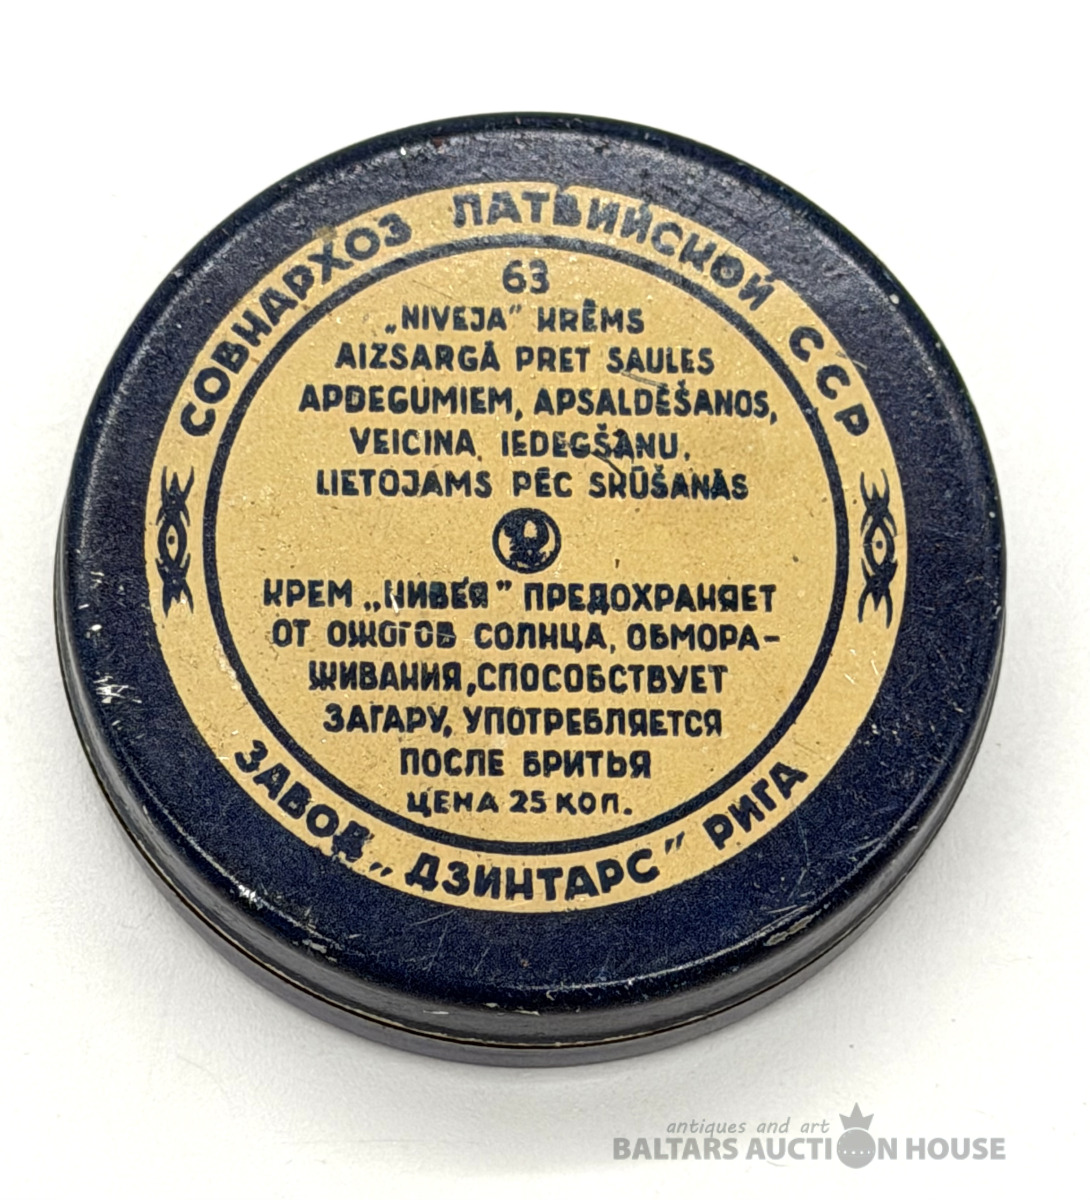 СОВНАРХОЗ ЛАТВИЙСКОЙ ССР
63
„NIVEJA” KRĒMS
AIZSARGĀ PRET SAULES
APDEGUMIEM, APSALDĒŠANOS,
VEICINA IEDEGŠANU.
LIETOJAMS PĒC SKŪŠANĀS
КРЕМ „НИВЕЯ” ПРЕДОХРАНЯЕТ
ОТ ОЖОГОВ СОЛНЦА, ОБМОРА-
ЖИВАНИЯ, СПОСОБСТВУЕТ
ЗАГАРУ, УПОТРЕБЛЯЕТСЯ
ПОСЛЕ БРИТЬЯ
ЦЕНА 25 КОП.
ЗАВОД „ДЗИНТАРС” РИГА
antiques and art
BALTARS AUCTION HOUSE